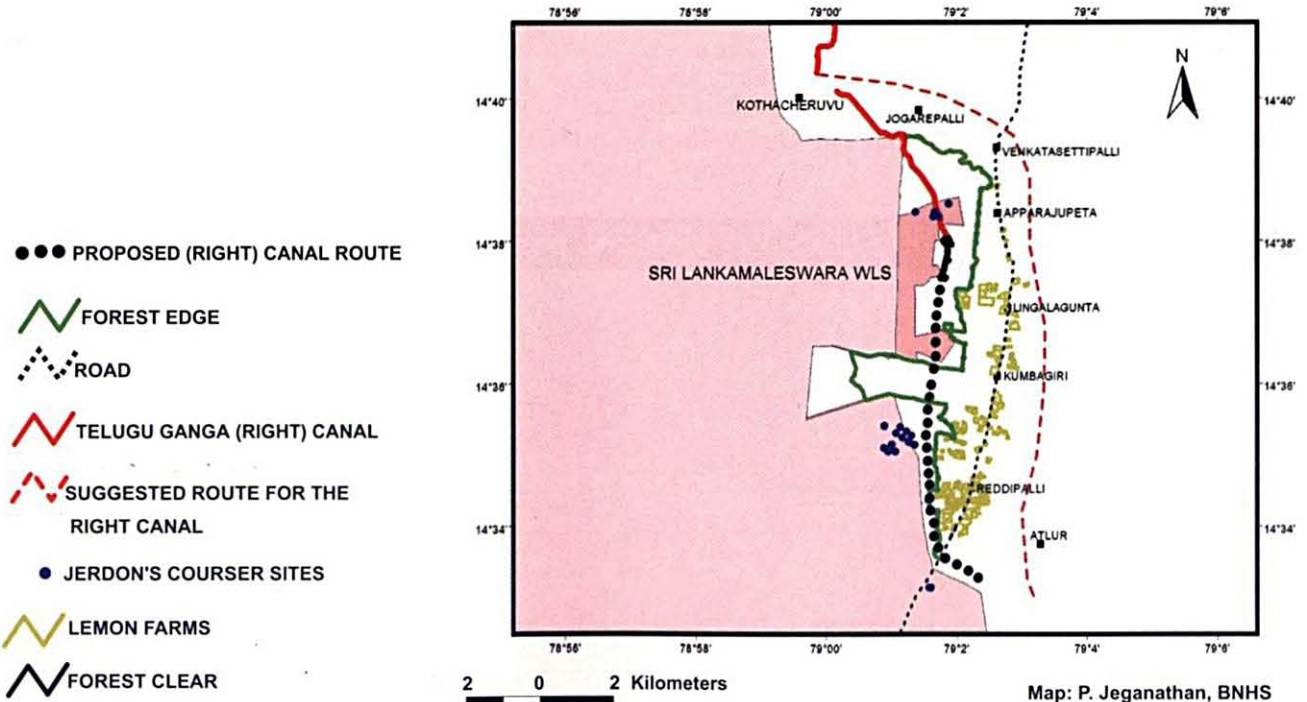 78°56'
78°58'
79°00'
79°2'
79°4'
79°6'
N
14°40'
KOTHACHERUVU
JOGAREPALLI
14°40'
VENKATASETTIPALLI
APPARAJUPETA
14°38'
14°38'
SRI LANKAMALESWARA WLS
LINGALAGUNTA
14°36'
KUMBAGIRI
14°36'
REDDIPALLI
14°34'
ATLUR
14°34'
78°56'
78°58'
79°00'
79°2'
79°4'
79°6'
PROPOSED (RIGHT) CANAL ROUTE
FOREST EDGE
ROAD
TELUGU GANGA (RIGHT) CANAL
SUGGESTED ROUTE FOR THE
RIGHT CANAL
JERDON'S COURSER SITES
LEMON FARMS
FOREST CLEAR
2 0 2 Kilometers
Map: P. Jeganathan, BNHS